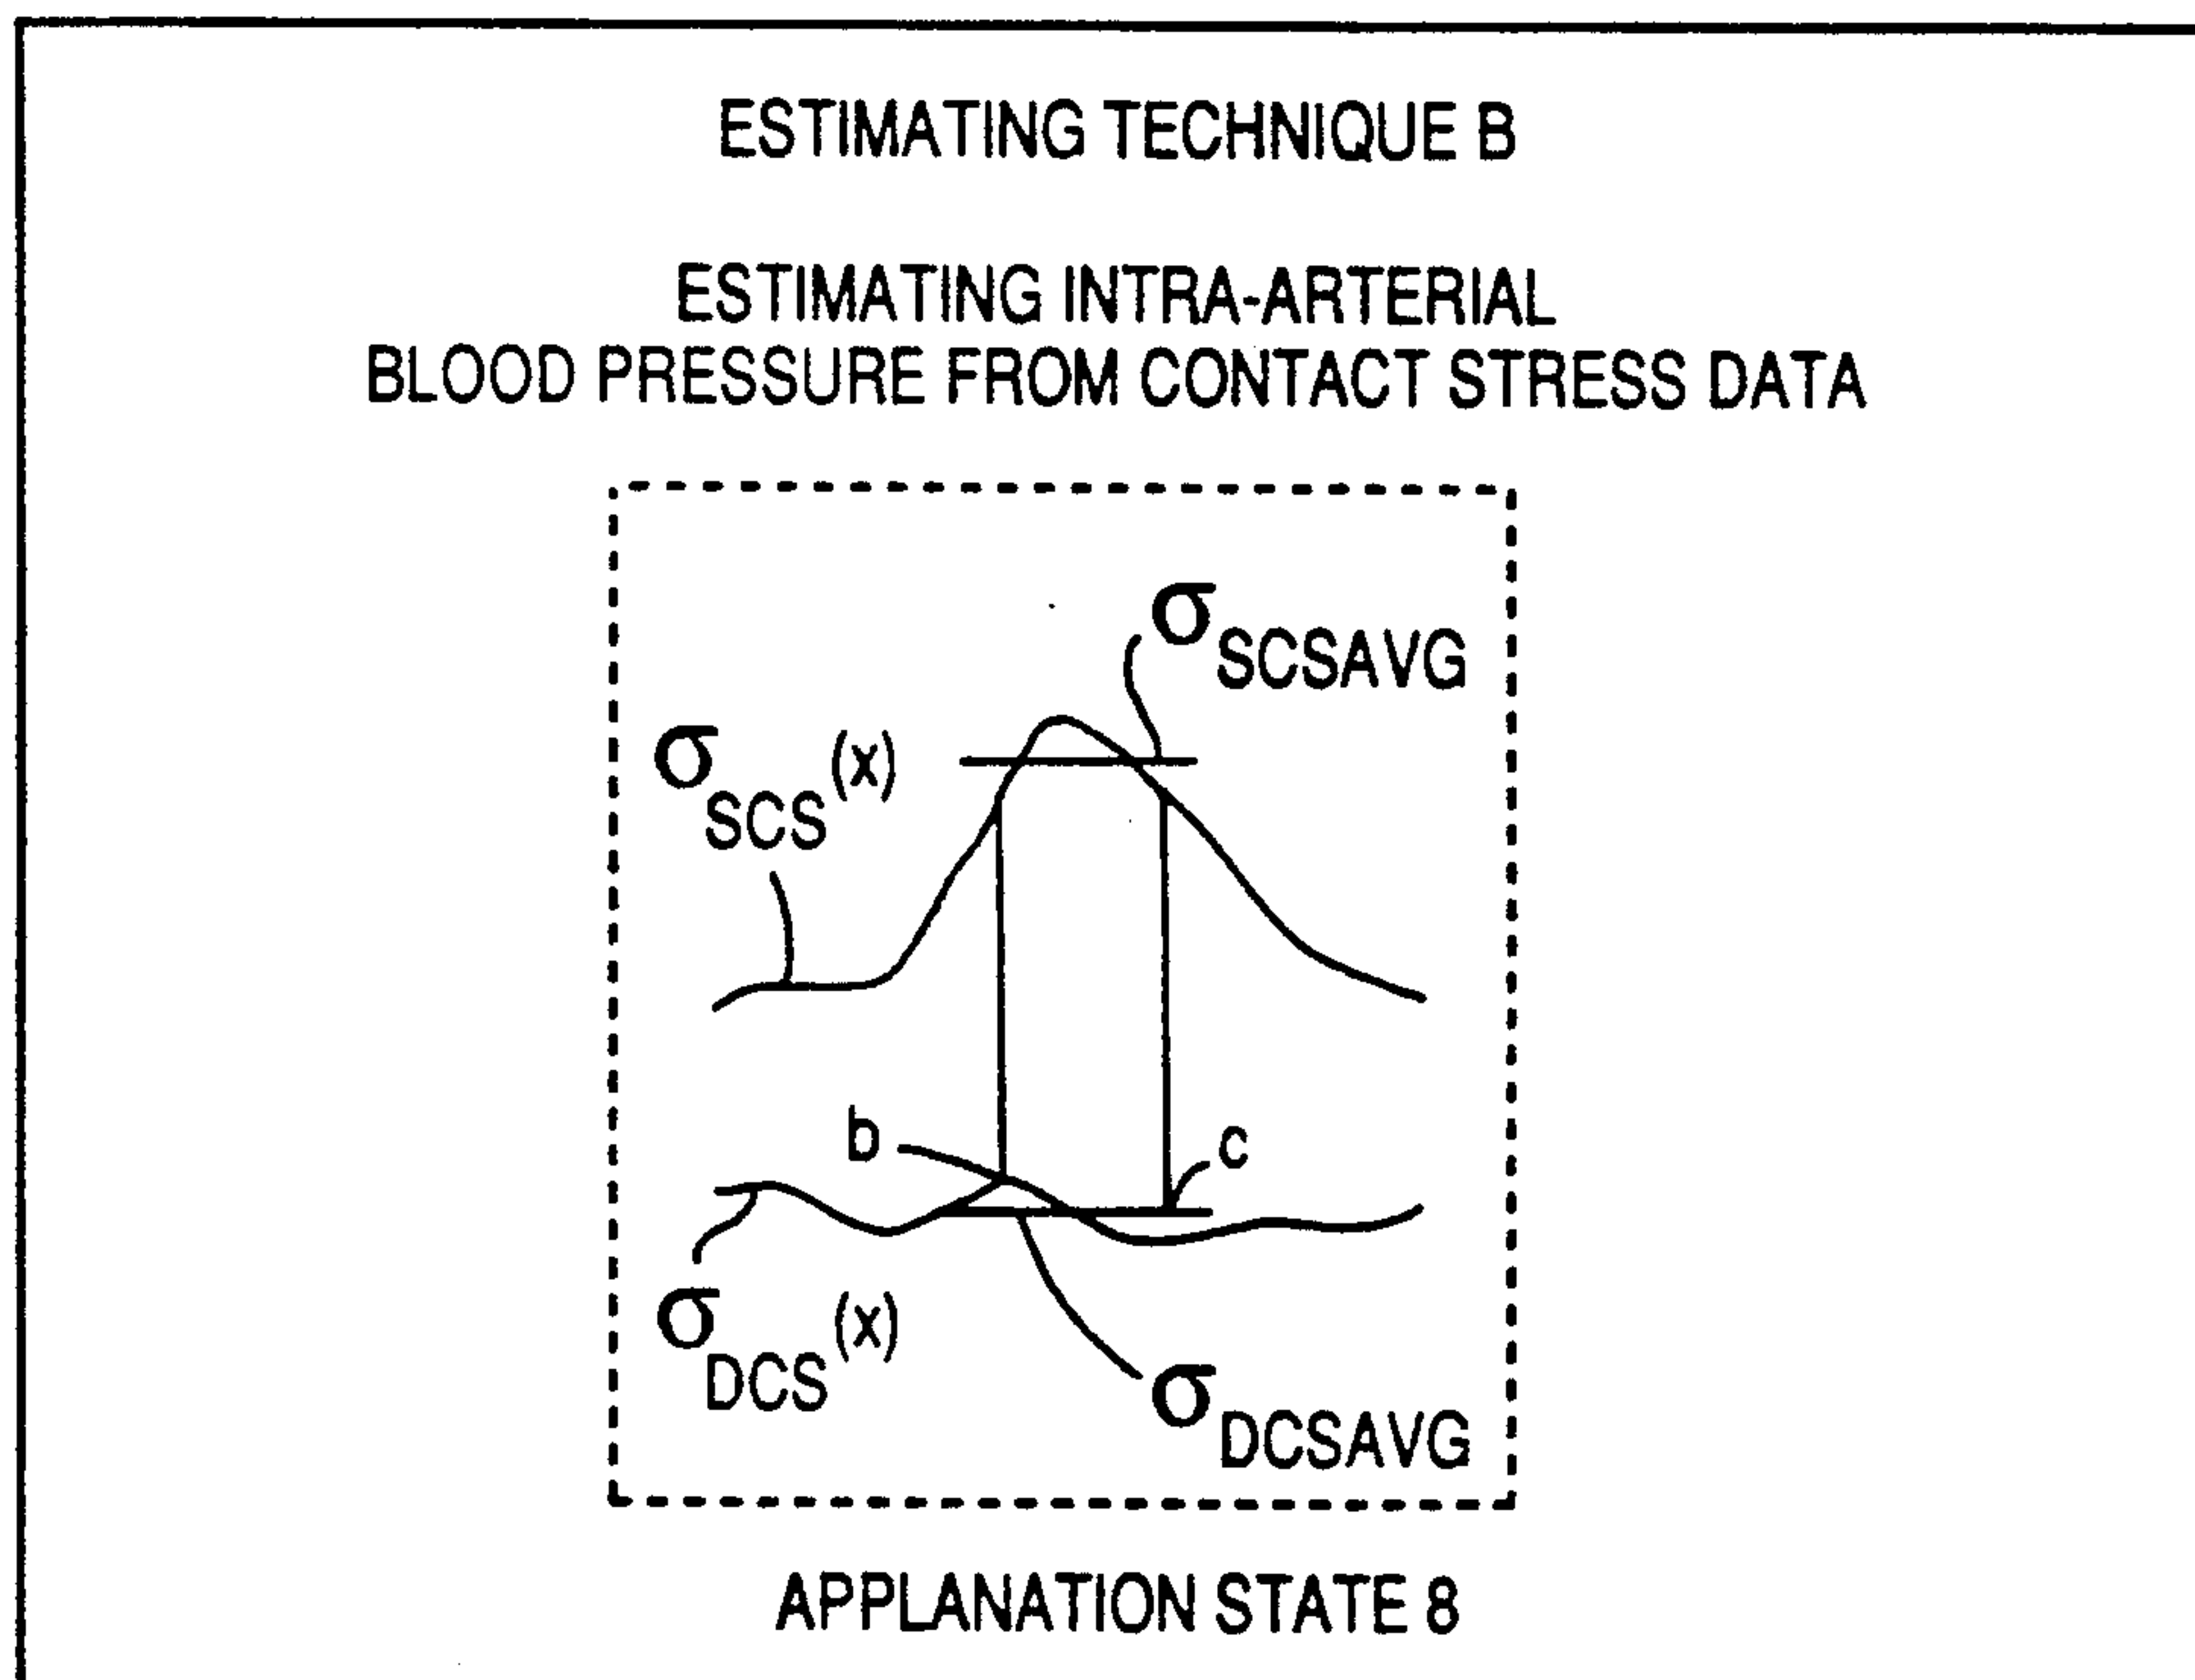 ESTIMATING TECHNIQUE B
ESTIMATING INTRA-ARTERIAL
BLOOD PRESSURE FROM CONTACT STRESS DATA
σSCSAVG
σSCS(x)
b
c
σDCS(x)
σDCSAVG
APPLANATION STATE 8